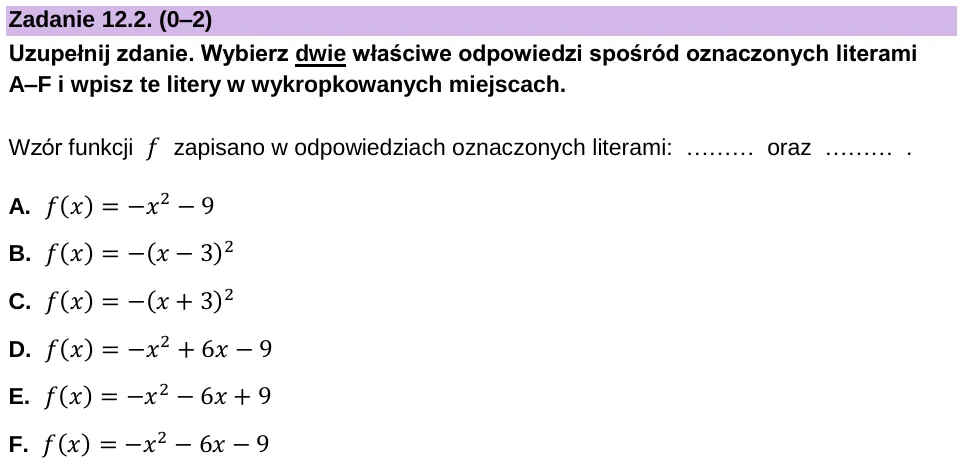 Zadanie 12.2. (0–2)
Uzupełnij zdanie. Wybierz dwie właściwe odpowiedzi spośród oznaczonych literami
A–F i wpisz te litery w wykropkowanych miejscach.
Wzór funkcji f zapisano w odpowiedziach oznaczonych literami: ......... oraz ......... .
A. f(x) = −x² − 9
B. f(x) = −(x − 3)²
C. f(x) = −(x + 3)²
D. f(x) = −x² + 6x − 9
E. f(x) = −x² − 6x + 9
F. f(x) = −x² − 6x − 9